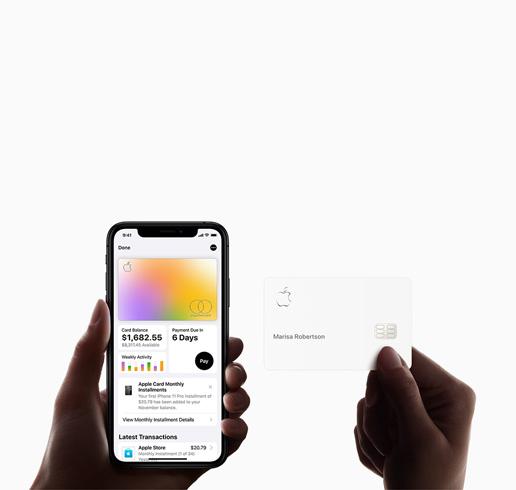 9:41
Done
Card Balance
$1,682.55
$8,317.45 Available
Payment Due In
6 Days
Weekly Activity
Pay
Apple Card Monthly
Installments
Your first iPhone 11 Pro installment of
$20.79 has been added to your
November balance.
View Monthly Installment Details
Latest Transactions
Apple Store $20.79
Monthly Installment (1 of 24)
Marisa Robertson